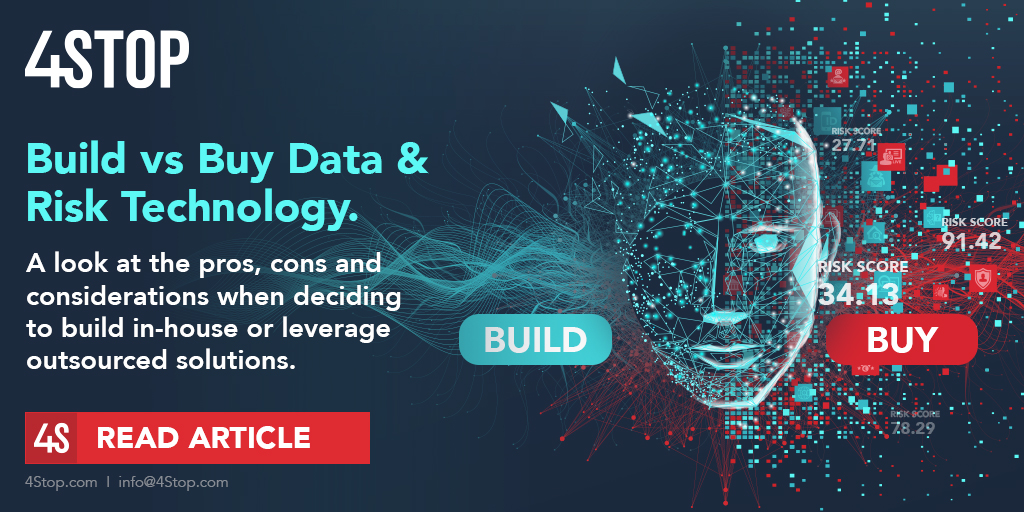 4STOP
Build vs Buy Data &
Risk Technology.
A look at the pros, cons and
considerations when deciding
to build in-house or leverage
outsourced solutions.
4S READ ARTICLE
4Stop.com | info@4Stop.com
BUILD
BUY
RISK SCORE
27.71
LIVE
RISK SCORE
91.42
RISK SCORE
34.13
RISK SCORE
78.29